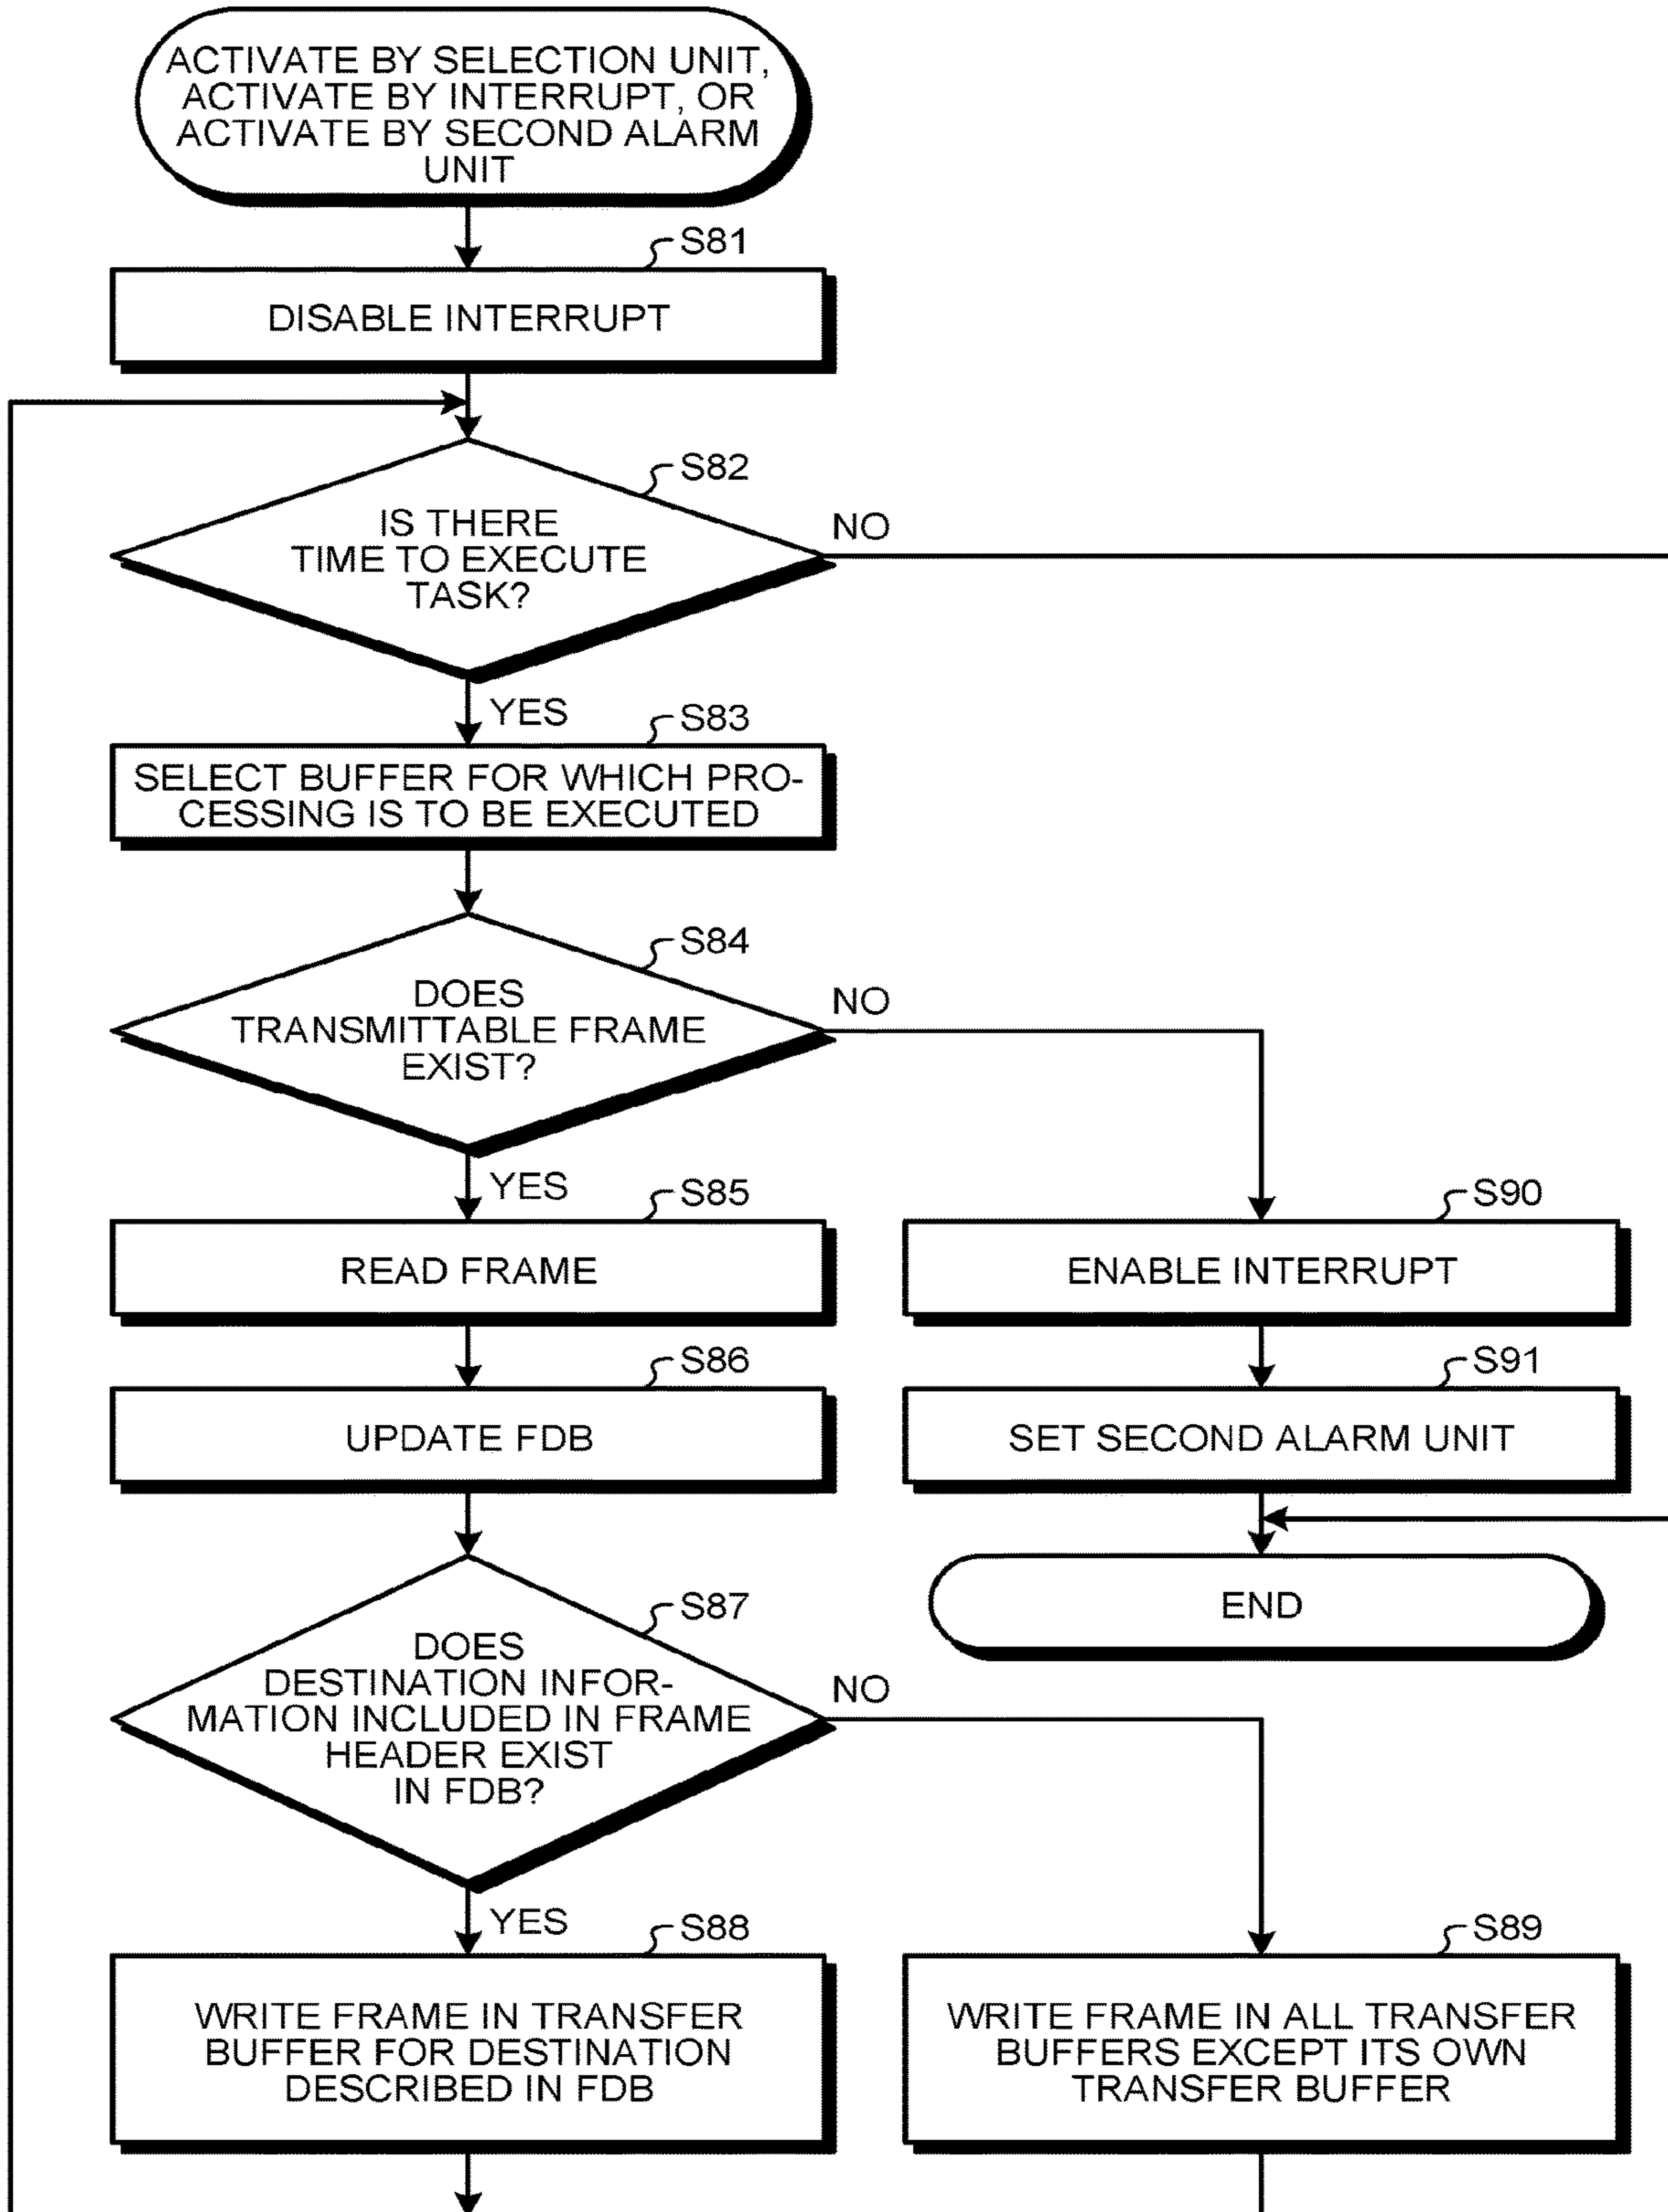 ACTIVATE BY SELECTION UNIT,
ACTIVATE BY INTERRUPT, OR
ACTIVATE BY SECOND ALARM
UNIT
S81
DISABLE INTERRUPT
S82
IS THERE
TIME TO EXECUTE
TASK?
NO
YES
S83
SELECT BUFFER FOR WHICH PRO-
CESSING IS TO BE EXECUTED
S84
DOES
TRANSMITTABLE FRAME
EXIST?
NO
YES
S85
READ FRAME
S90
ENABLE INTERRUPT
S86
UPDATE FDB
S91
SET SECOND ALARM UNIT
END
S87
DOES
DESTINATION INFOR-
MATION INCLUDED IN FRAME
HEADER EXIST
IN FDB?
NO
YES
S88
WRITE FRAME IN TRANSFER
BUFFER FOR DESTINATION
DESCRIBED IN FDB
S89
WRITE FRAME IN ALL TRANSFER
BUFFERS EXCEPT ITS OWN
TRANSFER BUFFER